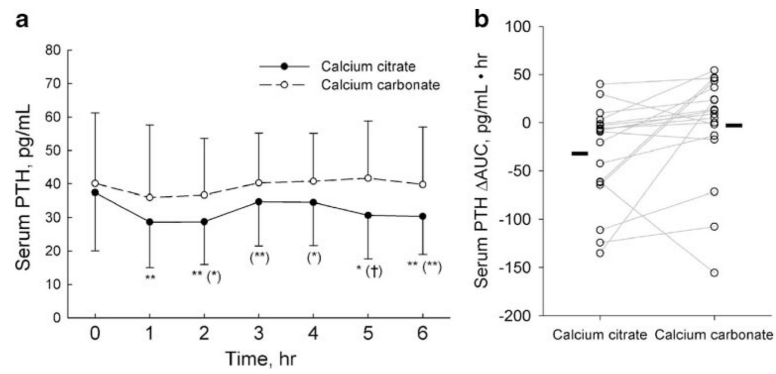 a
80
70
60
50
40
30
20
10
0
Serum PTH, pg/mL
Calcium citrate
Calcium carbonate
**
** (*)
(**)
(*)
* (†)
** (**)
0 1 2 3 4 5 6
Time, hr
b
100
50
0
-50
-100
-150
-200
Serum PTH ΔAUC, pg/mL • hr
Calcium citrate Calcium carbonate